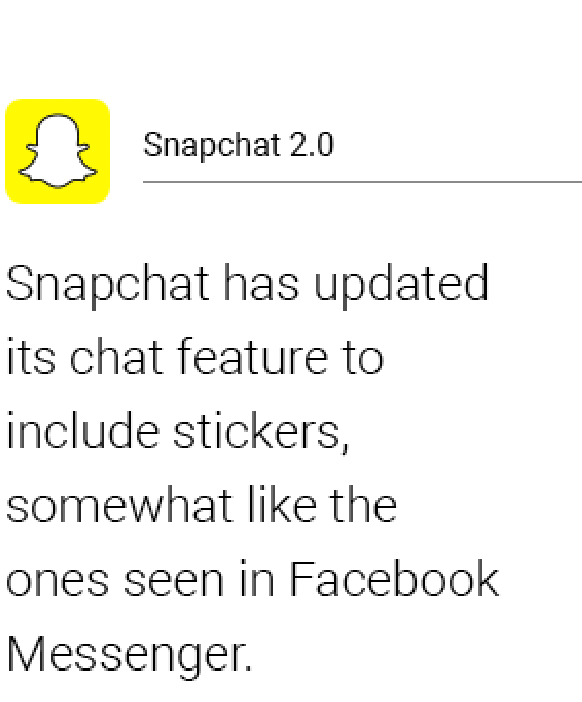 Snapchat 2.0
Snapchat has updated
its chat feature to
include stickers,
somewhat like the
ones seen in Facebook
Messenger.